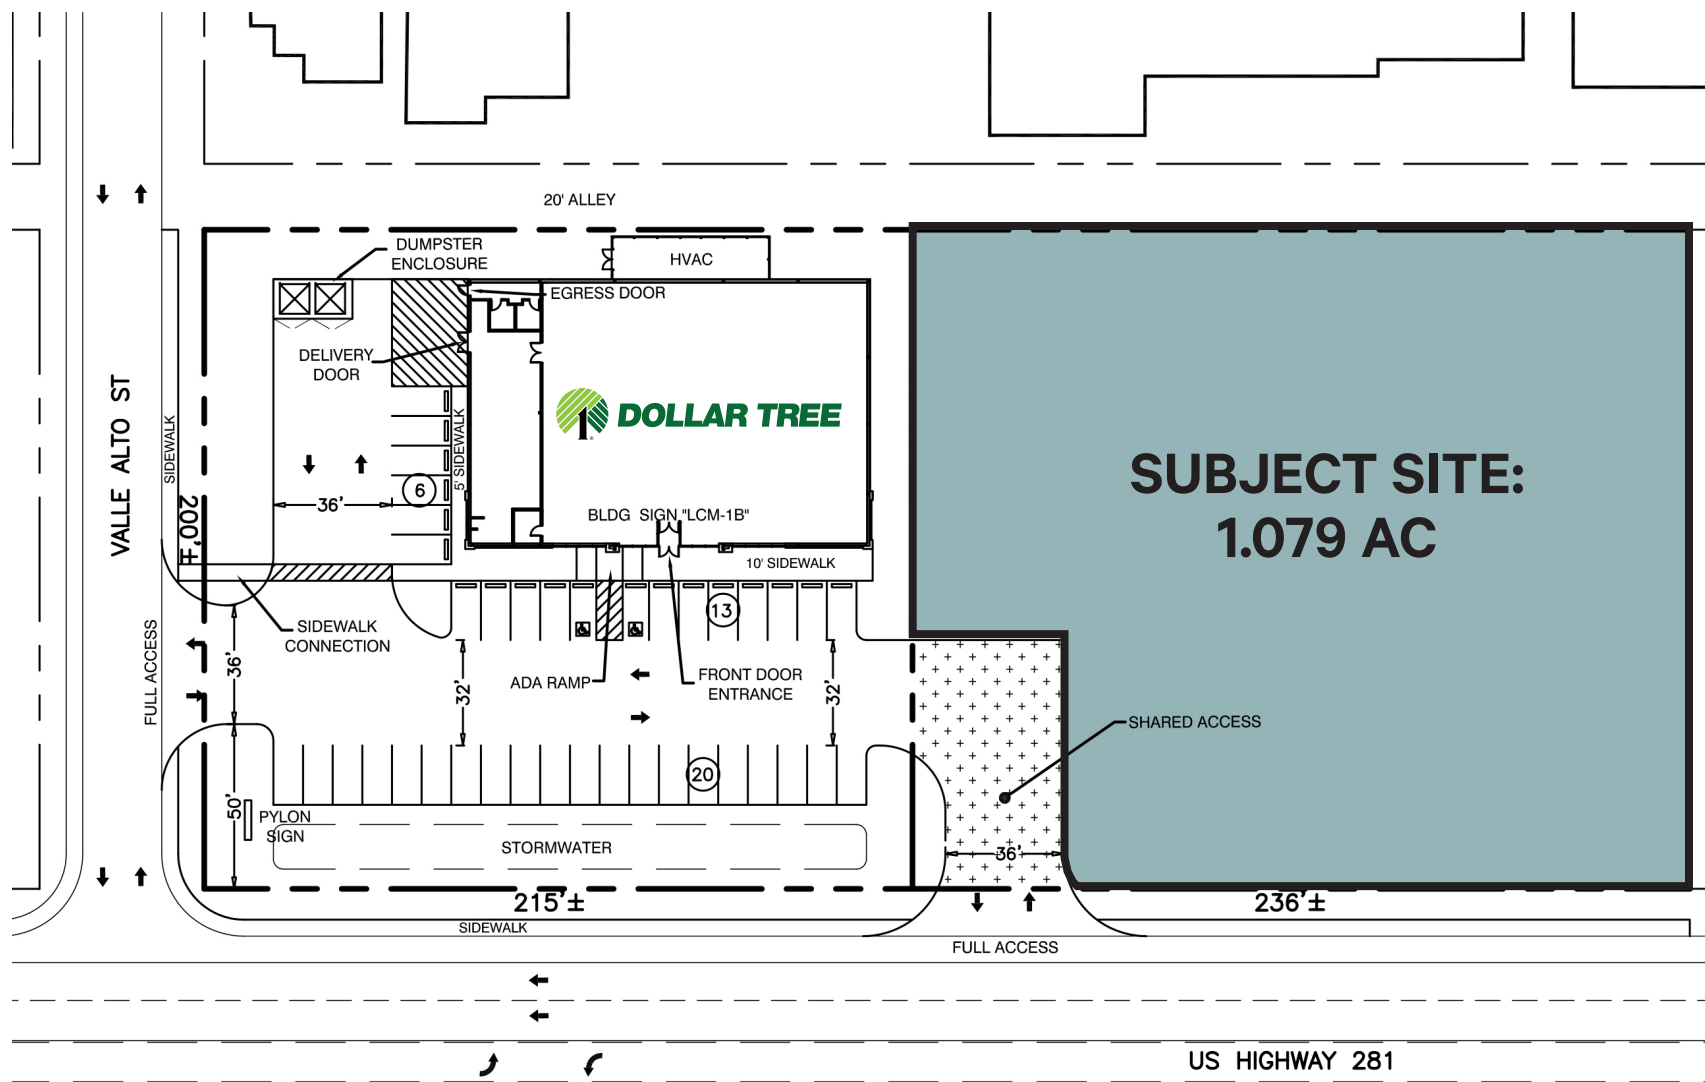 20' ALLEY
DUMPSTER
ENCLOSURE
HVAC
EGRESS DOOR
DELIVERY
DOOR
VALLE ALTO ST
SIDEWALK
5' SIDEWALK
1
DOLLAR TREE
SUBJECT SITE:
1.079 AC
200'±
36'
6
BLDG SIGN "LCM-1B"
10' SIDEWALK
13
SIDEWALK
CONNECTION
FULL ACCESS
36'
32'
ADA RAMP
FRONT DOOR
ENTRANCE
32'
SHARED ACCESS
20
50'
PYLON
SIGN
STORMWATER
36'
215'±
236'±
SIDEWALK
FULL ACCESS
US HIGHWAY 281